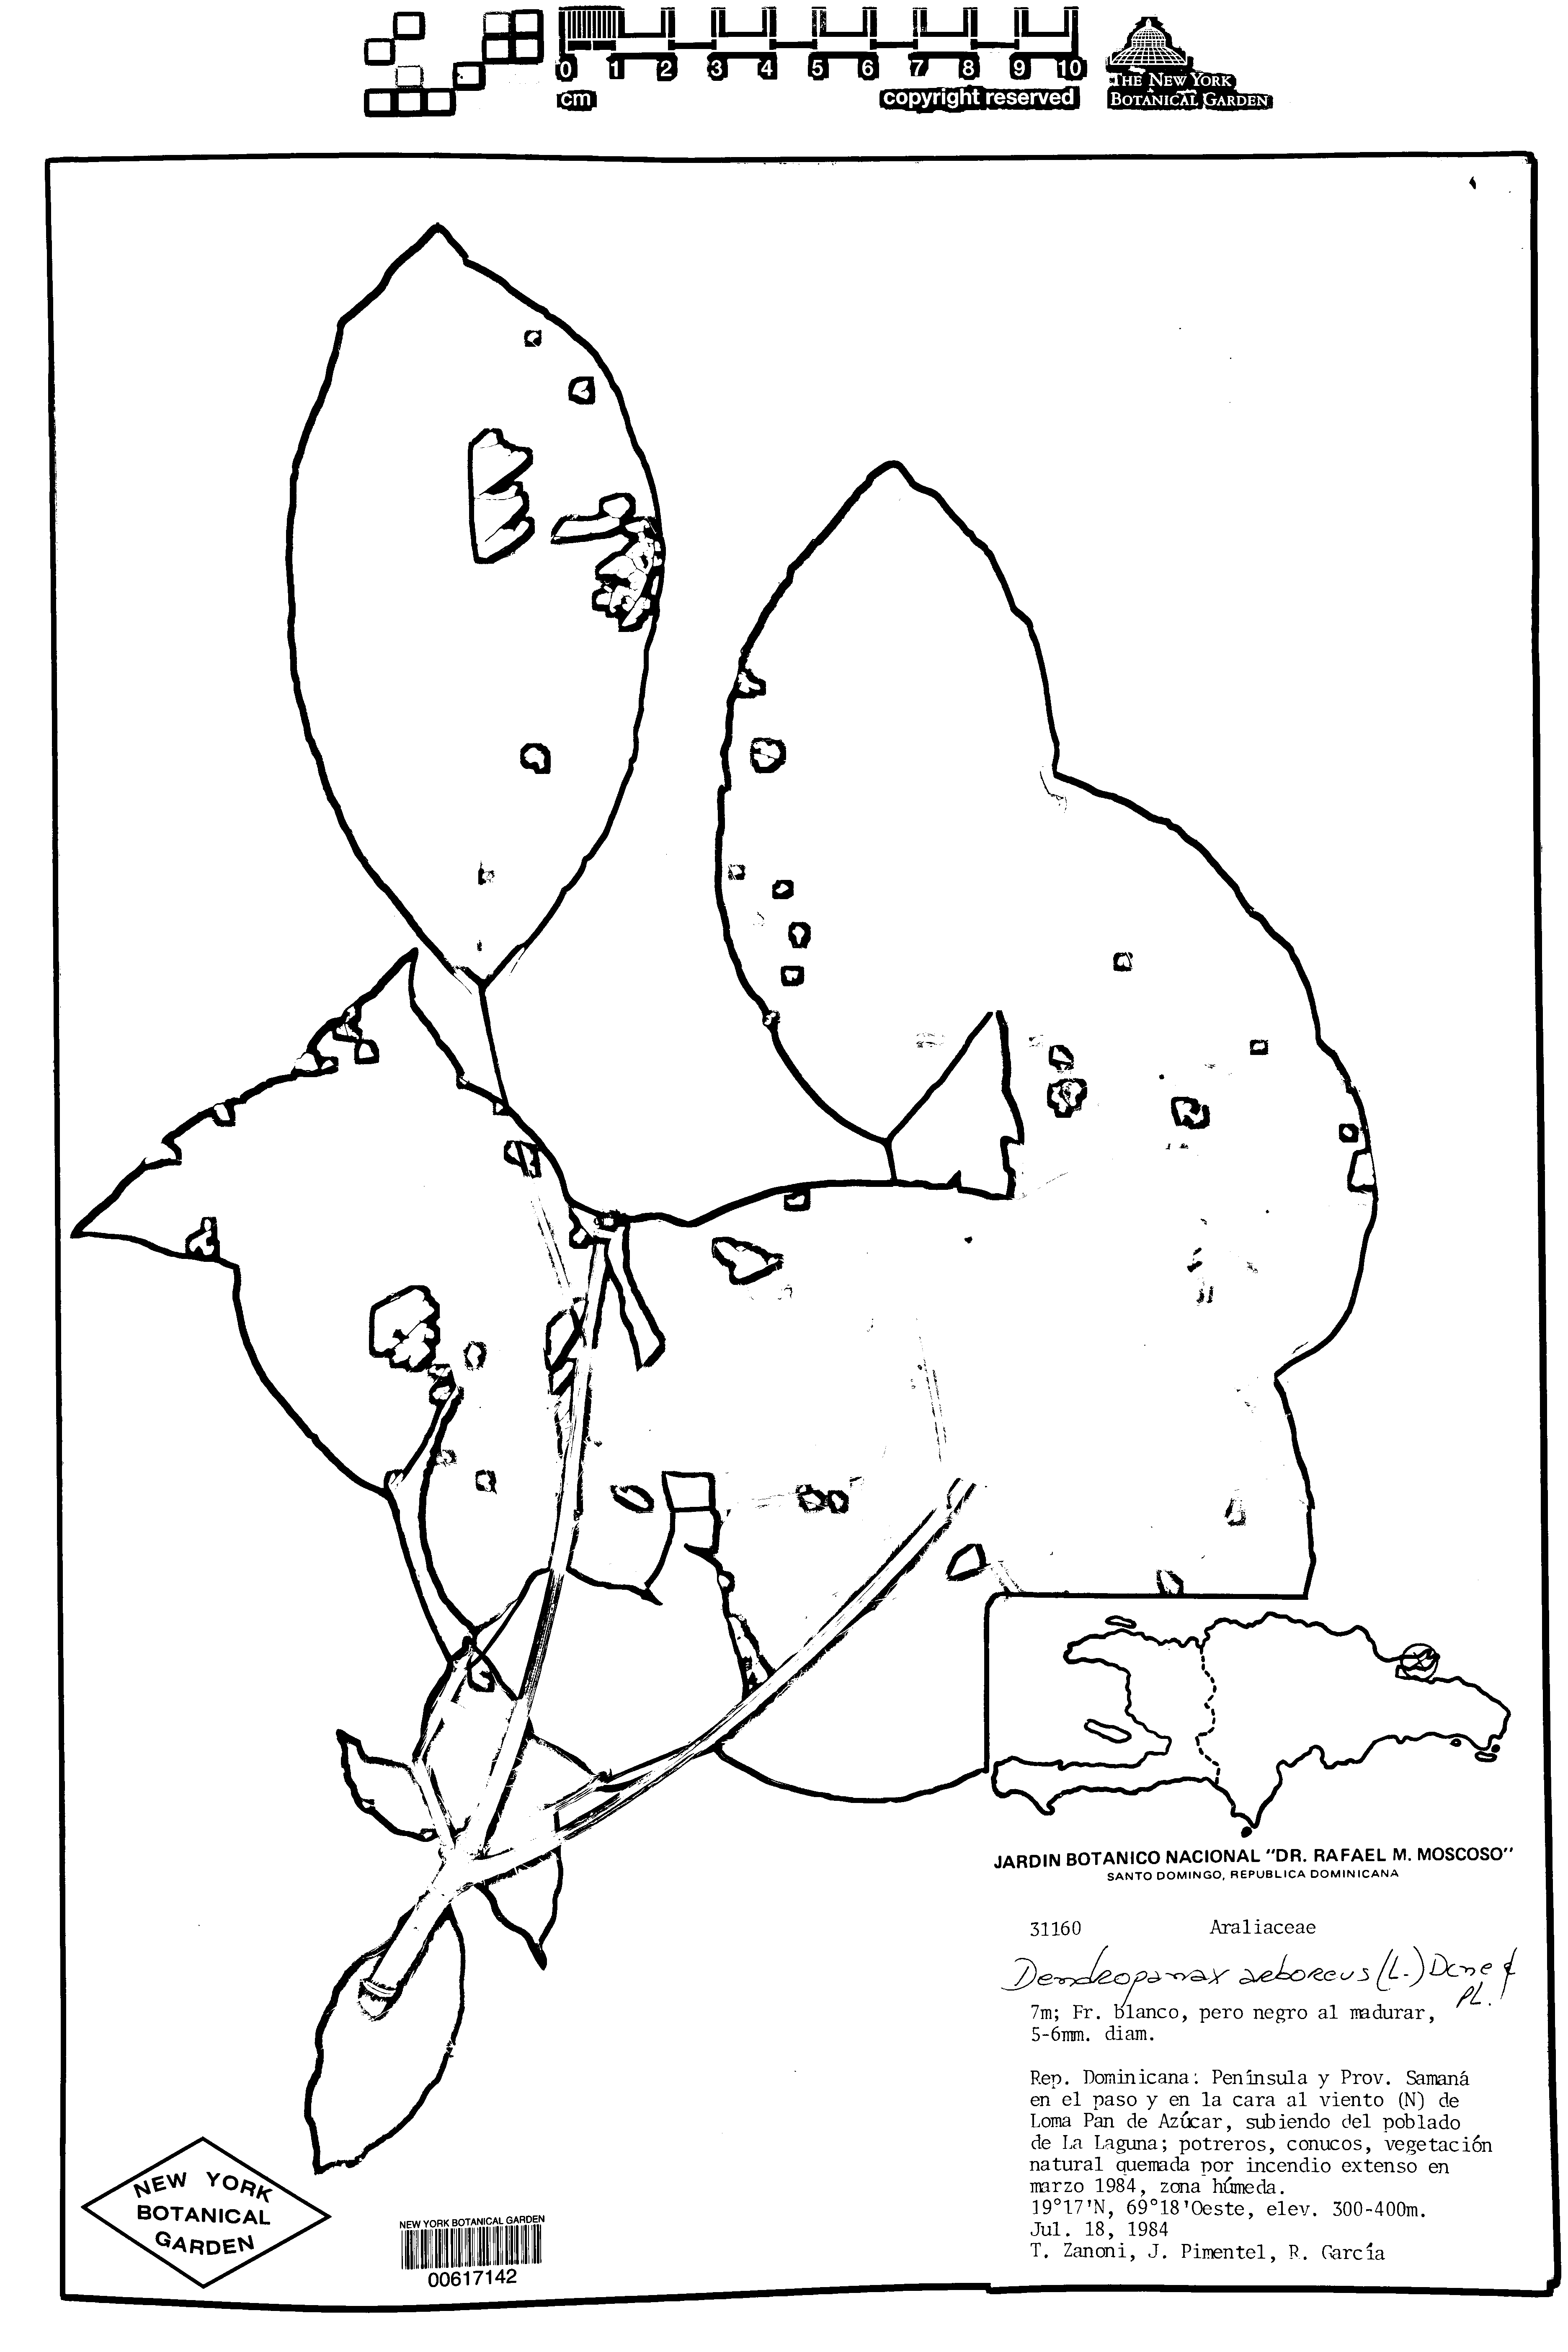 0 1 2 3 4 5 6 7 8 9 10
cm copyright reserved
THE NEW YORK
BOTANICAL GARDEN
JARDIN BOTANICO NACIONAL "DR. RAFAEL M. MOSCOSO"
SANTO DOMINGO, REPUBLICA DOMINICANA
31160 Araliaceae
Dendropanax arboreus (L.) Dcne &
PL.
7m; Fr. blanco, pero negro al madurar,
5-6mm. diam.
Rep. Dominicana: Península y Prov. Samaná
en el paso y en la cara al viento (N) de
Loma Pan de Azúcar, subiendo del poblado
de La Laguna; potreros, conucos, vegetación
natural quemada por incendio extenso en
marzo 1984, zona húmeda.
19°17'N, 69°18'Oeste, elev. 300-400m.
Jul. 18, 1984
T. Zanoni, J. Pimentel, R. García
NEW YORK
BOTANICAL
GARDEN
NEW YORK BOTANICAL GARDEN
00617142